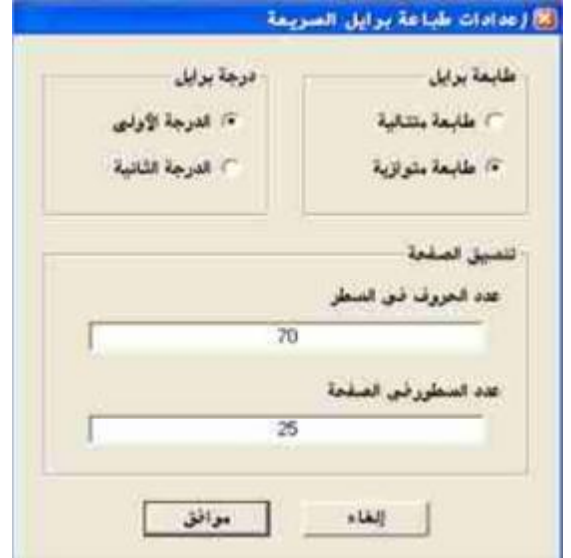 إعدادات طباعة برايل السريعة
طابعة برايل
طابعة متتالية
طابعة متوازية
درجة برايل
الدرجة الأولى
الدرجة الثانية
تنسيق الصفحة
عدد الحروف في السطر
70
عدد السطور في الصفحة
25
إلغاء
موافق